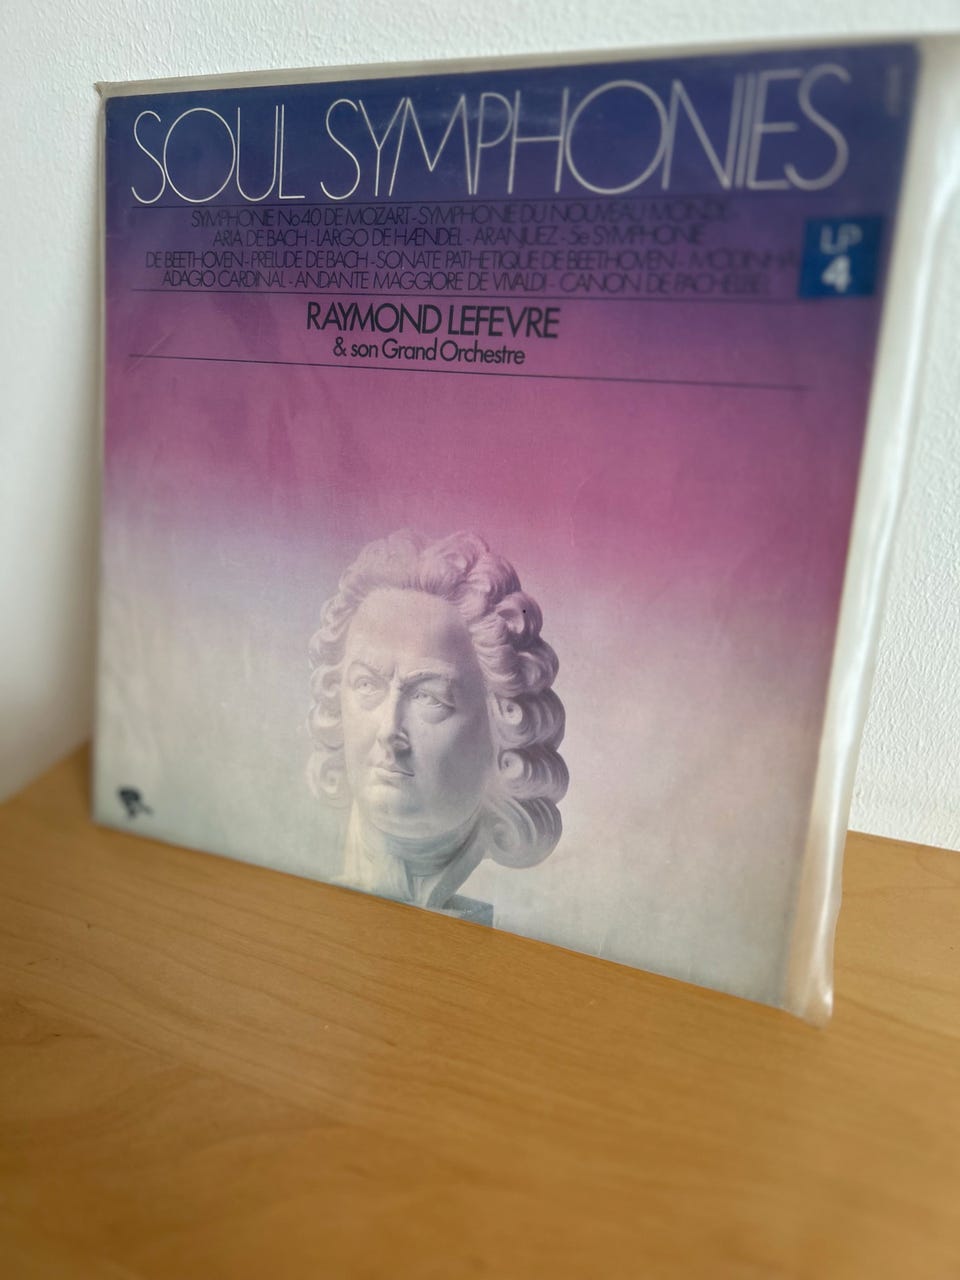 SOUL SYMPHONIES
SYMPHONIE No 40 DE MOZART - SYMPHONIE DU NOUVEAU MONDE
ARIA DE BACH - LARGO DE HÆNDEL - ARANJUEZ - 5e SYMPHONIE
DE BEETHOVEN - PRELUDE DE BACH - SONATE PATHETIQUE DE BEETHOVEN - MODINHA
ADAGIO CARDINAL - ANDANTE MAGGIORE DE VIVALDI - CANON DE PACHELBEL
LP
4
RAYMOND LEFEVRE
& son Grand Orchestre